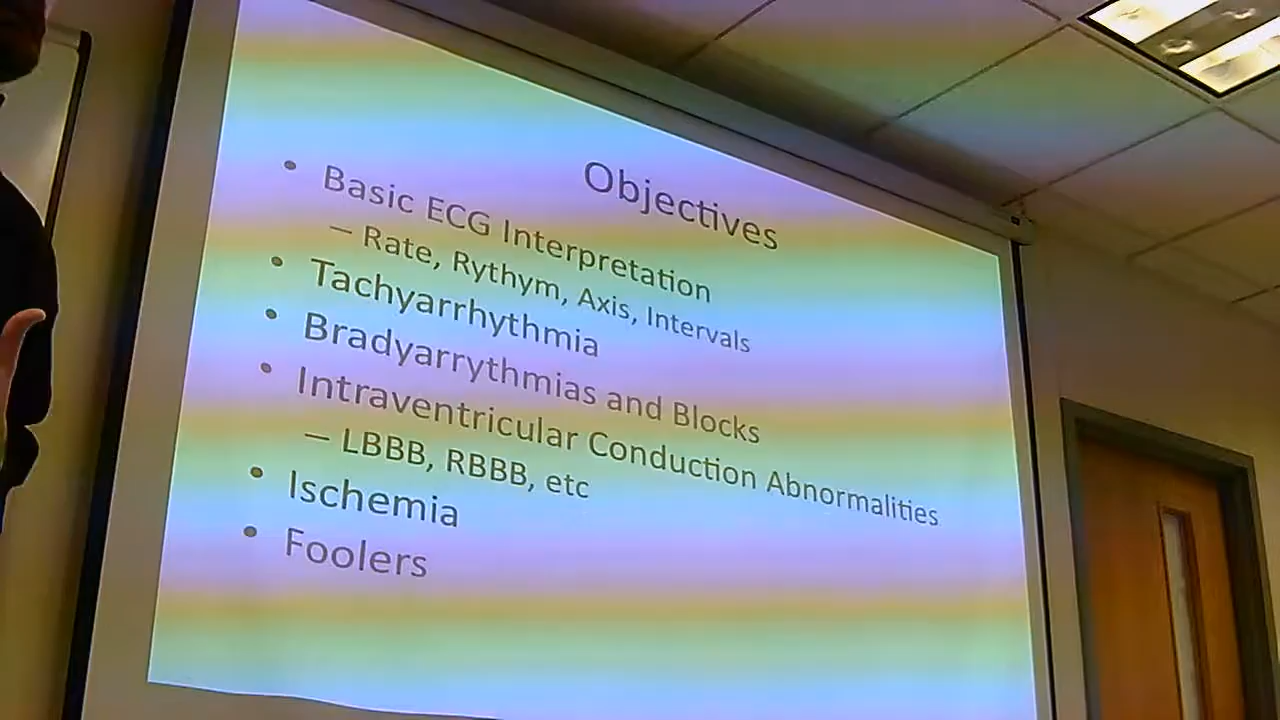 Objectives
• Basic ECG Interpretation
– Rate, Rythym, Axis, Intervals
• Tachyarrhythmia
• Bradyarrythmias and Blocks
• Intraventricular Conduction Abnormalities
– LBBB, RBBB, etc
• Ischemia
• Foolers